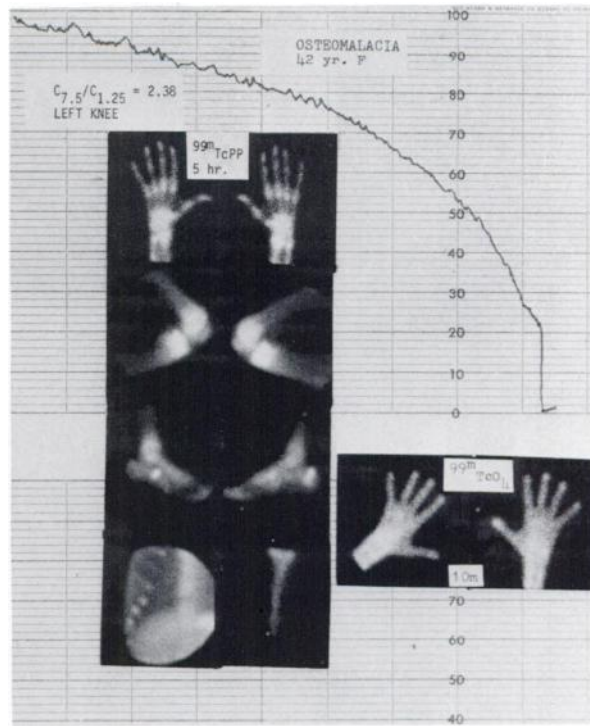 100
OSTEOMALACIA
42 yr. F
90
C7.5/C1.25 = 2.38
LEFT KNEE
80
99mTcPP
5 hr.
70
60
50
40
30
20
10
0
99mTcO4
10m
70
60
50
40